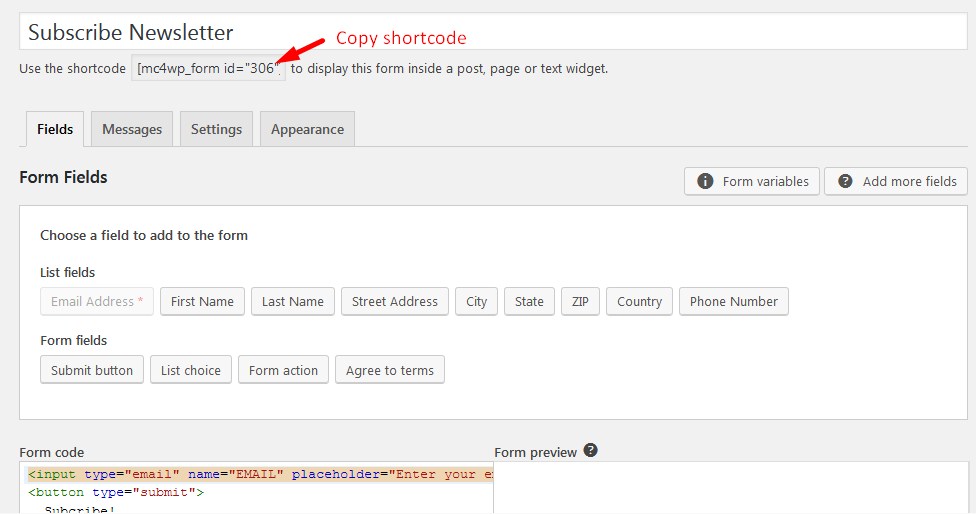 Subscribe Newsletter
Copy shortcode
Use the shortcode [mc4wp_form id="306" to display this form inside a post, page or text widget.
Fields Messages Settings Appearance
Form Fields
Form variables Add more fields
Choose a field to add to the form
List fields
Email Address * First Name Last Name Street Address City State ZIP Country Phone Number
Form fields
Submit button List choice Form action Agree to terms
Form code Form preview
<input type="email" name="EMAIL" placeholder="Enter your
<button type="submit">
Subcribe!